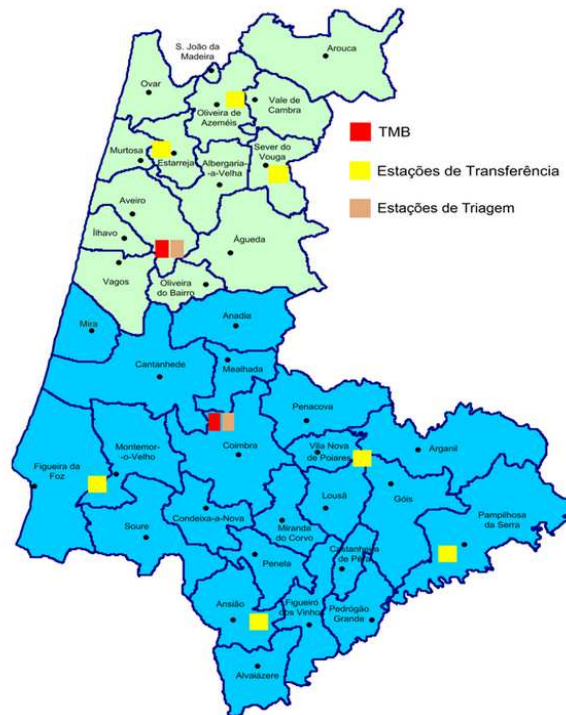 S. João da
Madeira
Arouca
Ovar
Oliveira de
Azeméis
Vale de
Cambra
TMB
Murtosa
Estarreja
Albergaria-
a-Velha
Sever do
Vouga
Estações de Transferência
Estações de Triagem
Aveiro
Ílhavo
Águeda
Vagos
Oliveira
do Bairro
Mira
Anadia
Cantanhede
Mealhada
Penacova
Coimbra
Vila Nova
de Poiares
Arganil
Montemor-
o-Velho
Figueira da
Foz
Góis
Lousã
Pampilhosa
da Serra
Condeixa-a-Nova
Soure
Miranda
do Corvo
Castanheira
de Pêra
Penela
Ansião
Figueiró
dos Vinhos
Pedrógão
Grande
Alvaiázere